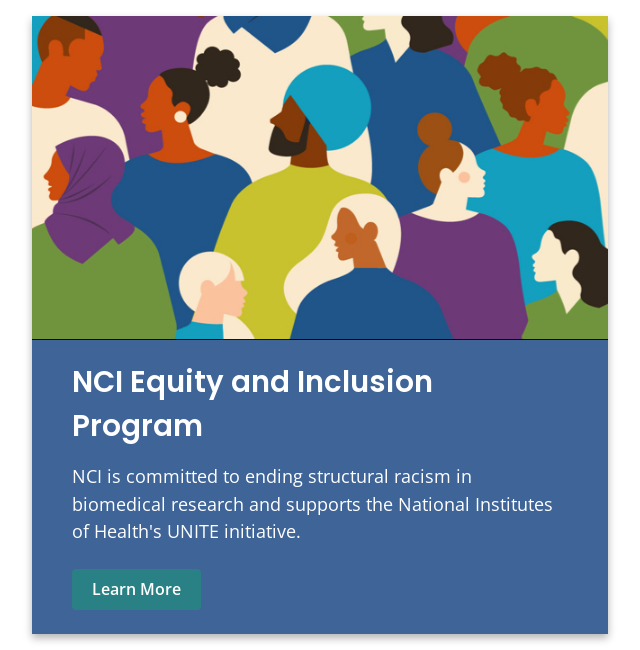 NCI Equity and Inclusion
Program
NCI is committed to ending structural racism in
biomedical research and supports the National Institutes
of Health's UNITE initiative.
Learn More